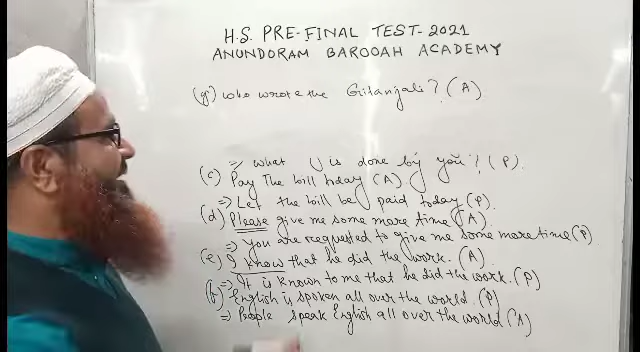 H.S. PRE-FINAL TEST-2021
ANUNDORAM BAROOAH ACADEMY
(g) Who wrote the Gitanjali? (A)
⇒ What is done by you? (P).
(c) Pay the bill today (A)
⇒ Let the bill be paid today (P).
(d) Please give me some more time (A).
⇒ You are requested to give me some more time (P)
(e) I know that he did the work. (A)
⇒ It is known to me that he did the work. (P)
(f) English is spoken all over the world. (P)
⇒ People speak English all over the world (A)